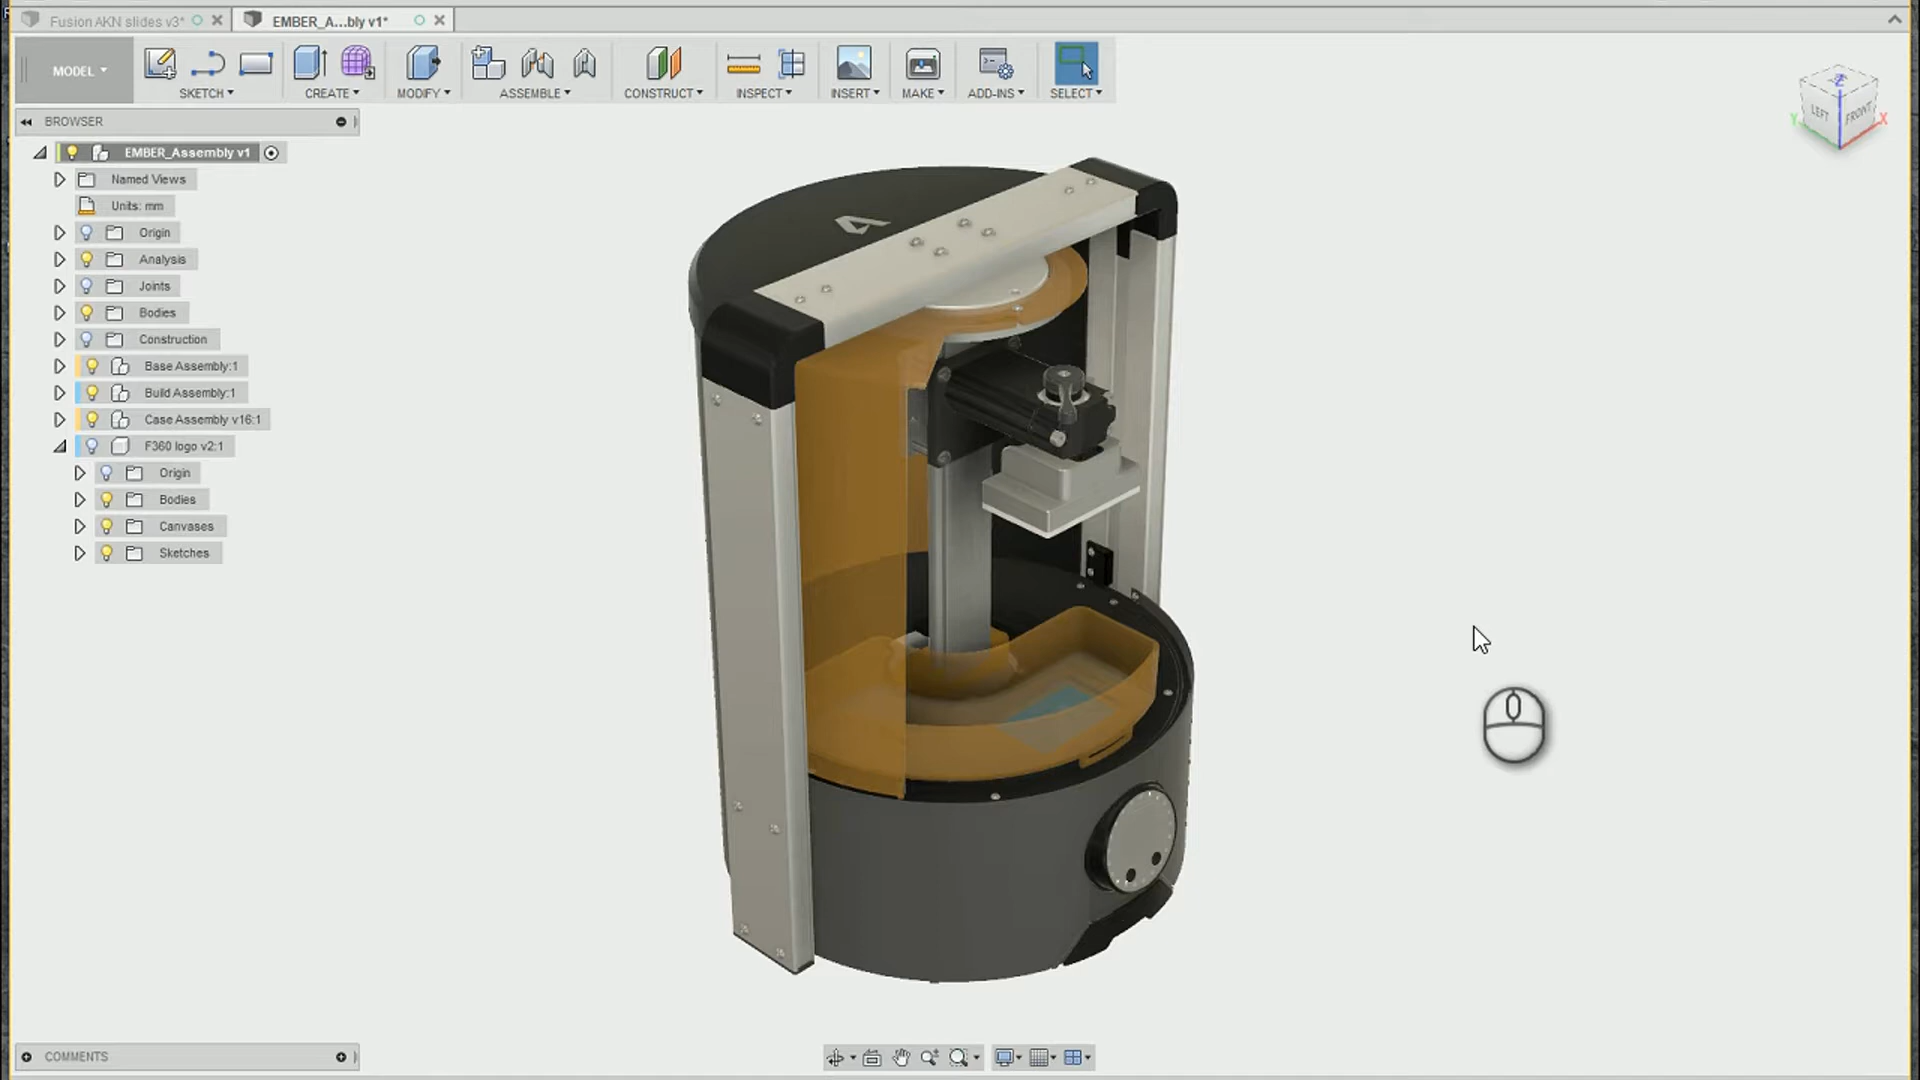 Fusion AKN slides v3*
EMBER_A...bly v1*
MODEL
SKETCH
CREATE
MODIFY
ASSEMBLE
CONSTRUCT
INSPECT
INSERT
MAKE
ADD-INS
SELECT
BROWSER
EMBER_Assembly v1
Named Views
Units: mm
Origin
Analysis
Joints
Bodies
Construction
Base Assembly:1
Build Assembly:1
Case Assembly v16:1
F360 logo v2:1
Origin
Bodies
Canvases
Sketches
Z
LEFT
FRONT
Y
X
COMMENTS